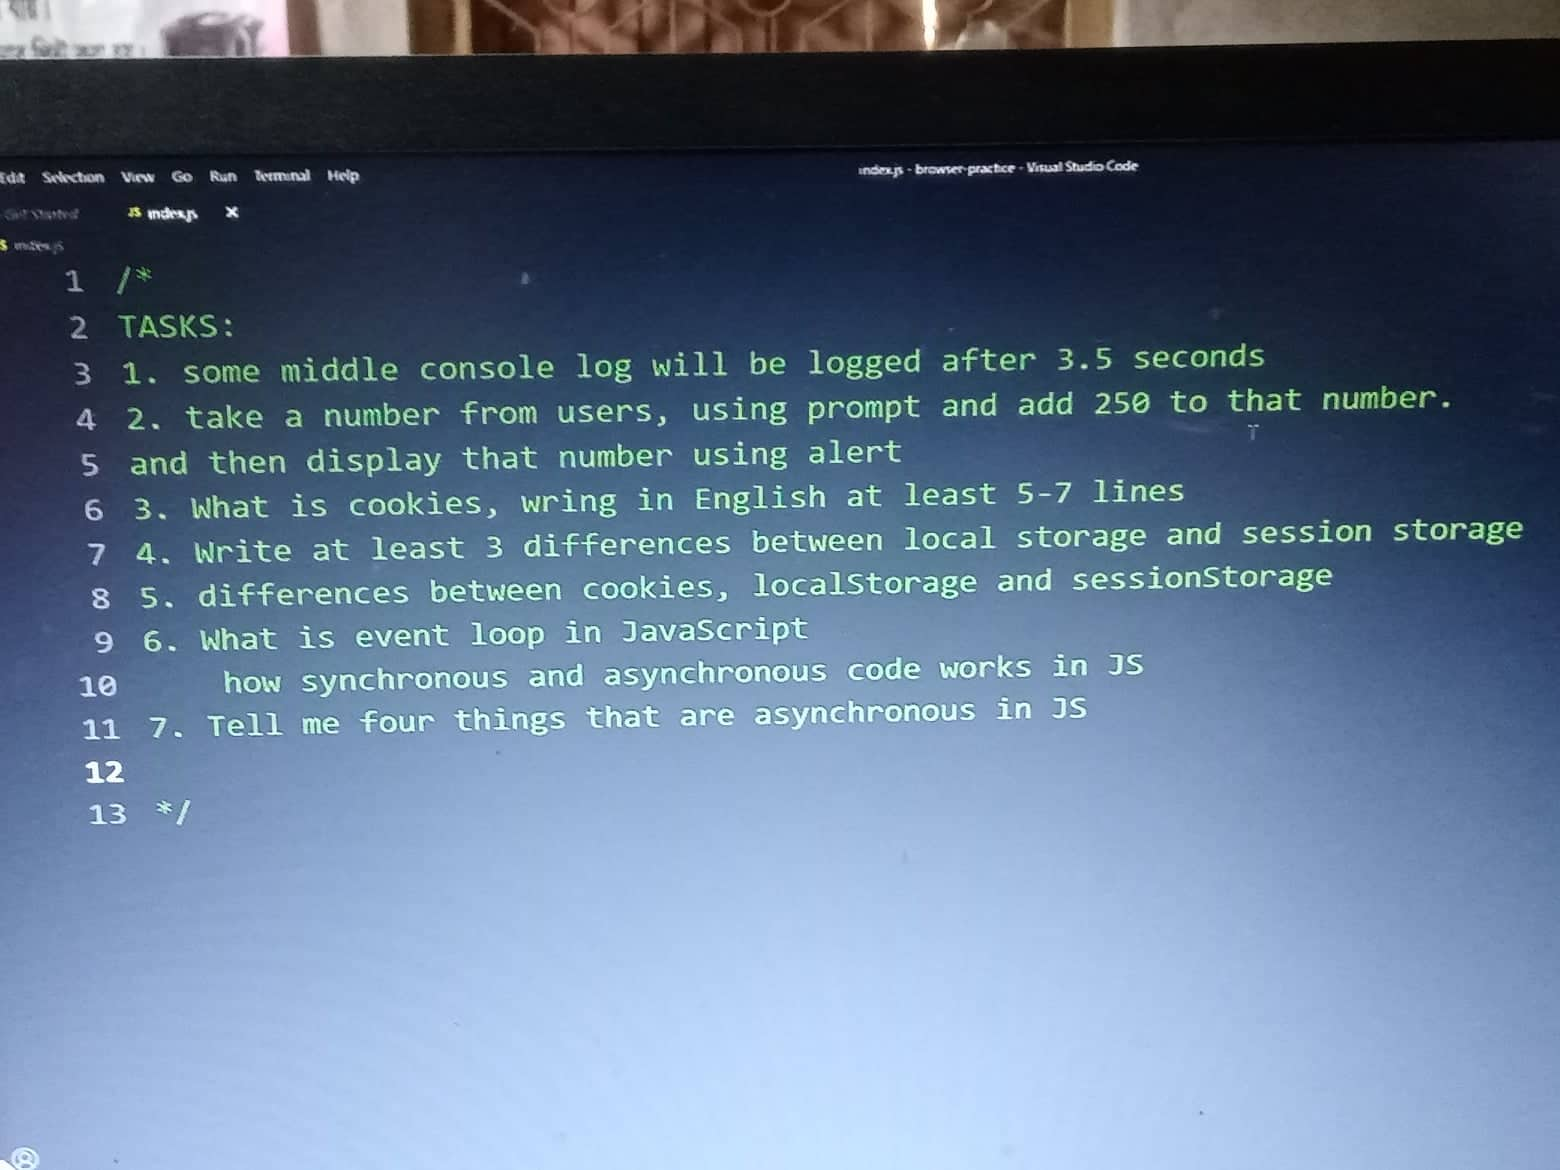 Edit Selection View Go Run Terminal Help
index.js - browser-practice - Visual Studio Code
Get Started
JS index.js ×
index.js
1 /*
2 TASKS:
3 1. some middle console log will be logged after 3.5 seconds
4 2. take a number from users, using prompt and add 250 to that number.
5 and then display that number using alert
6 3. What is cookies, wring in English at least 5-7 lines
7 4. Write at least 3 differences between local storage and session storage
8 5. differences between cookies, localStorage and sessionStorage
9 6. What is event loop in JavaScript
10 how synchronous and asynchronous code works in JS
11 7. Tell me four things that are asynchronous in JS
12
13 */